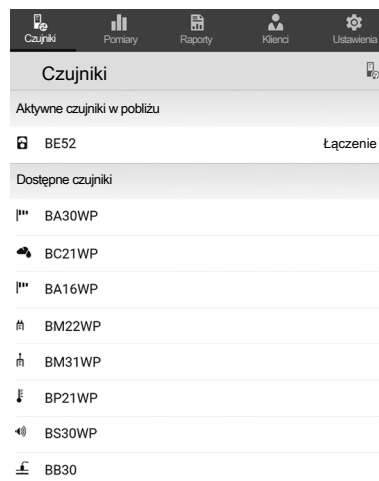 Czujniki Pomiary Raporty Klienci Ustawienia
Czujniki
Aktywne czujniki w pobliżu
BE52 Łączenie
Dostępne czujniki
BA30WP
BC21WP
BA16WP
BM22WP
BM31WP
BP21WP
BS30WP
BB30